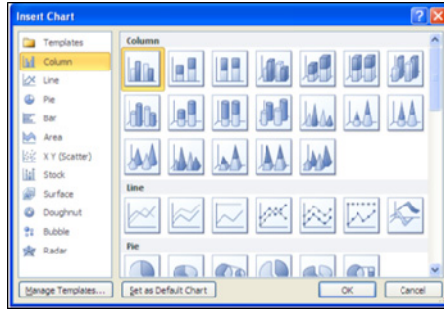 Insert Chart
Templates
Column
Line
Pie
Bar
Area
X Y (Scatter)
Stock
Surface
Doughnut
Bubble
Radar
Column
Line
Pie
Manage Templates...
Set as Default Chart
OK
Cancel